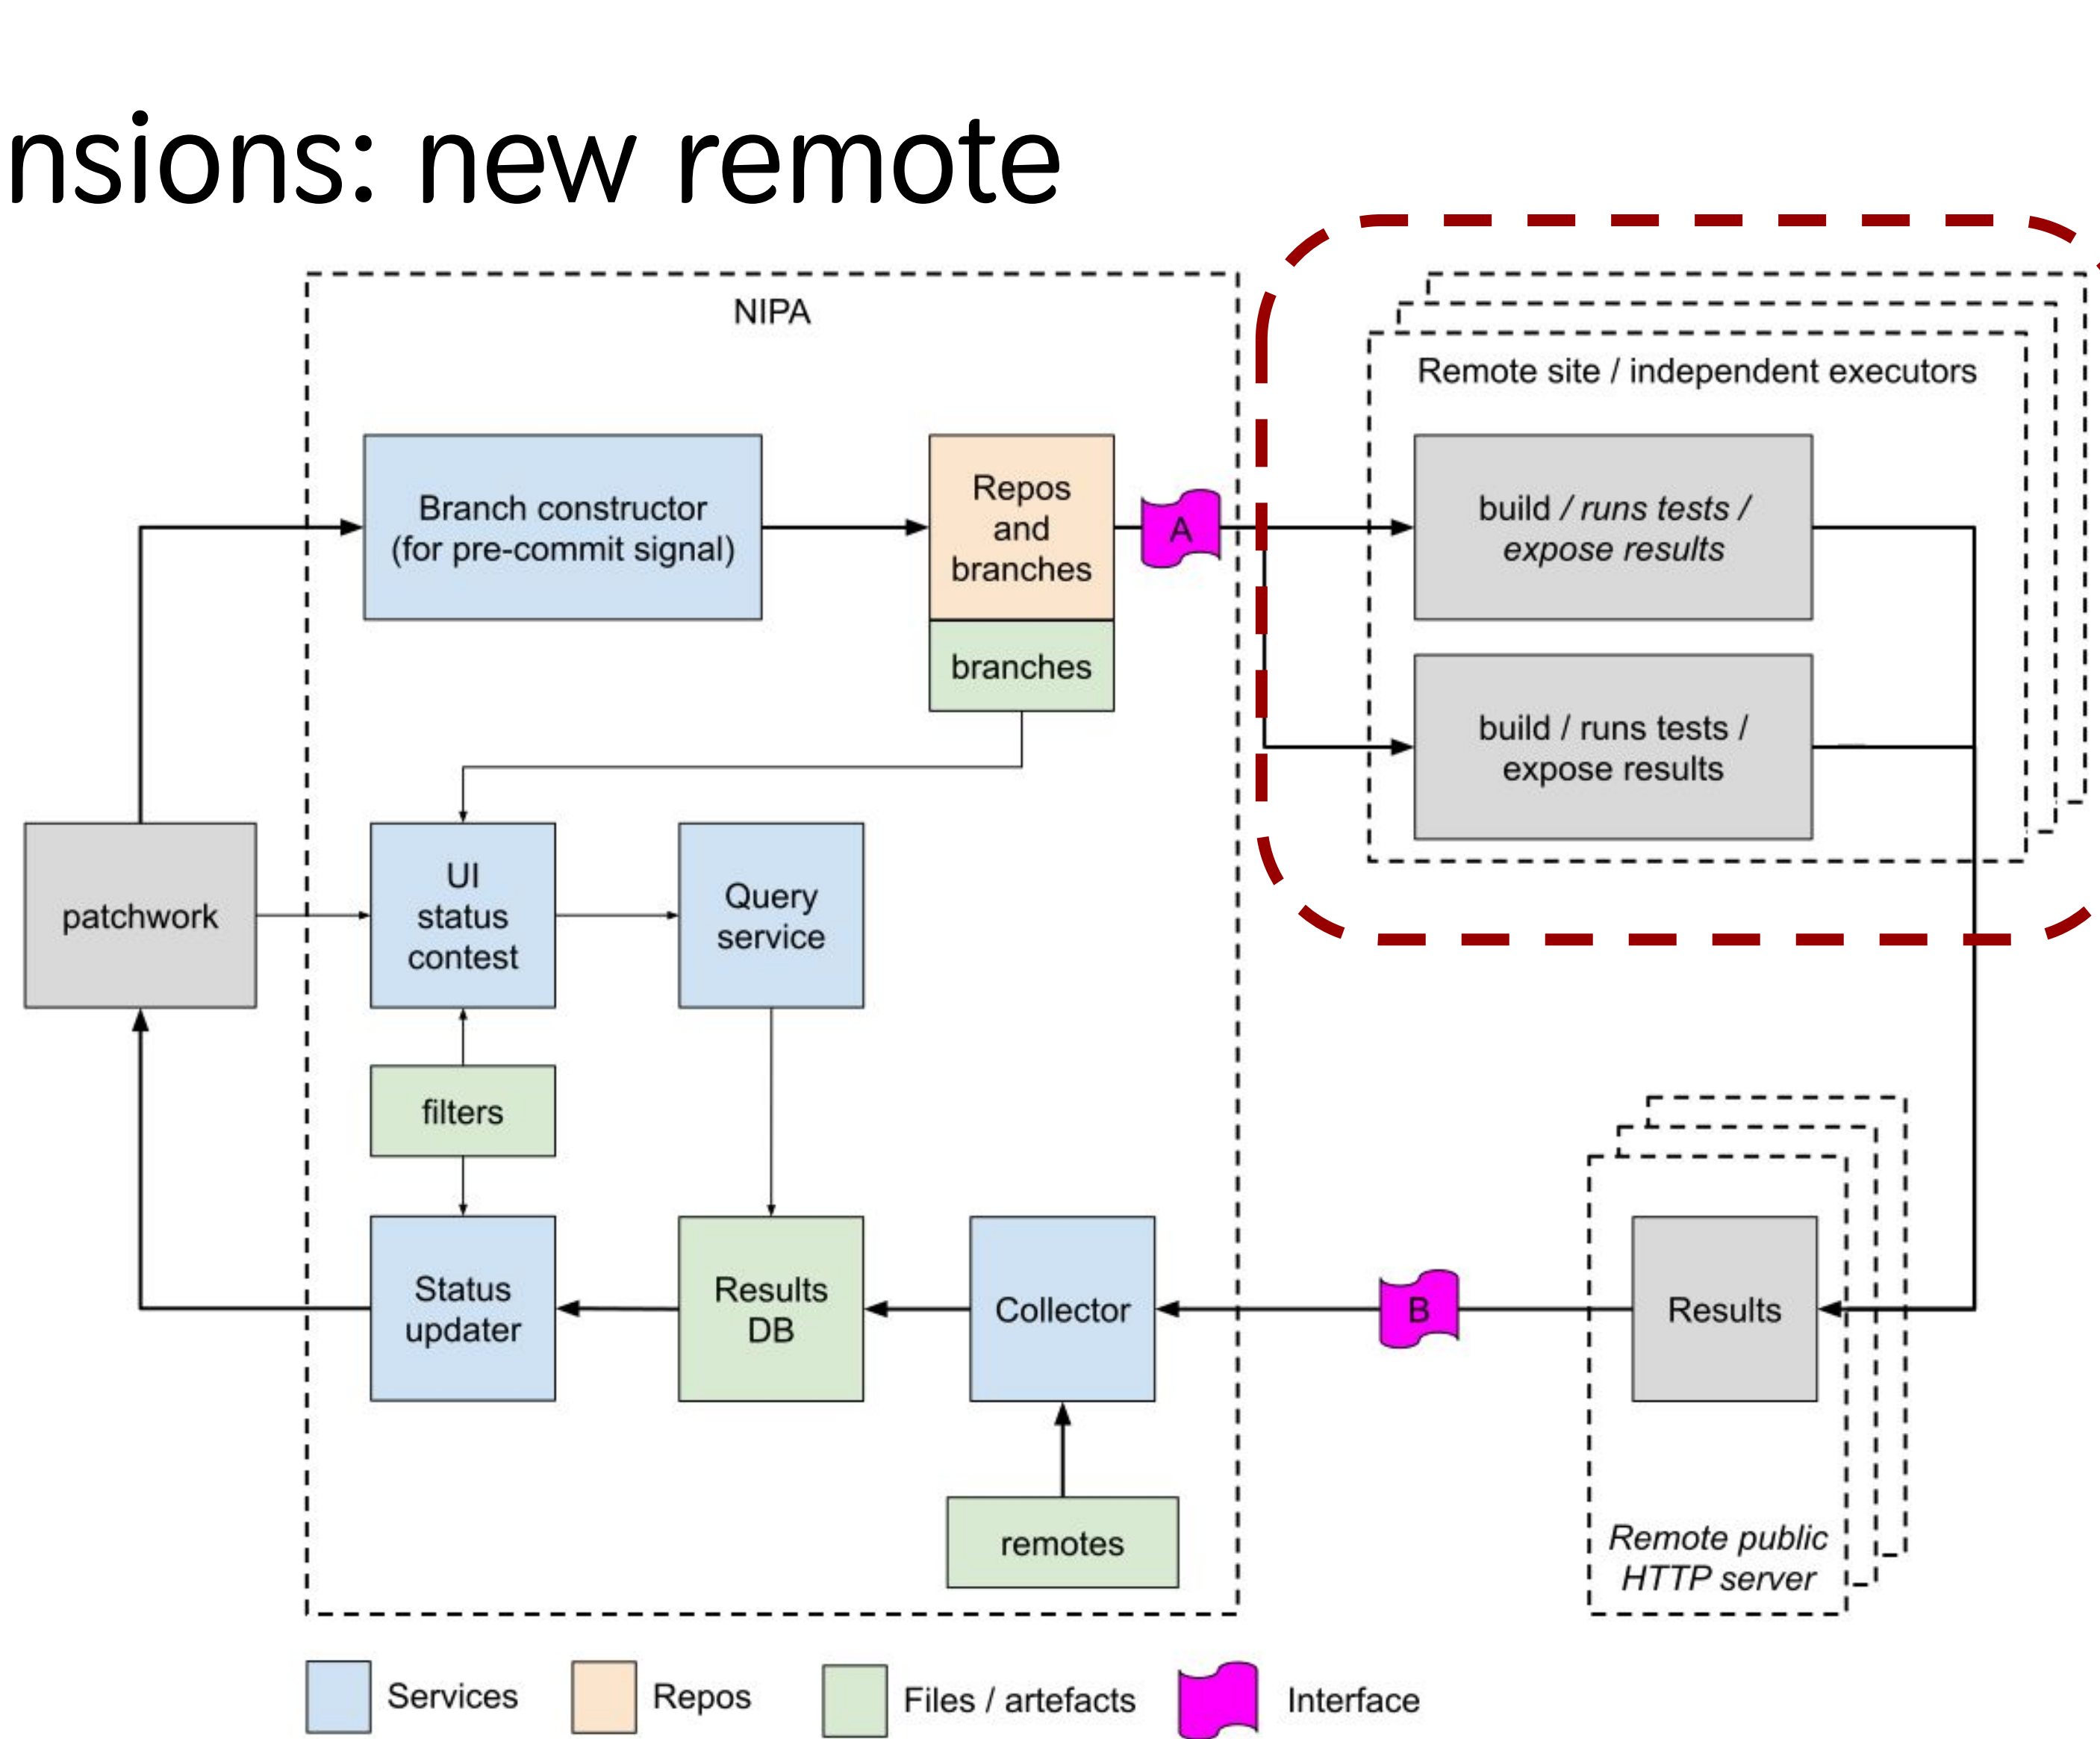 nsions: new remote
NIPA
Remote site / independent executors
Branch constructor
(for pre-commit signal)
Repos
and
branches
A
build / runs tests /
expose results
branches
build / runs tests /
expose results
patchwork
UI
status
contest
Query
service
filters
Status
updater
Results
DB
Collector
B
Results
remotes
Remote public
HTTP server
Services
Repos
Files / artefacts
Interface